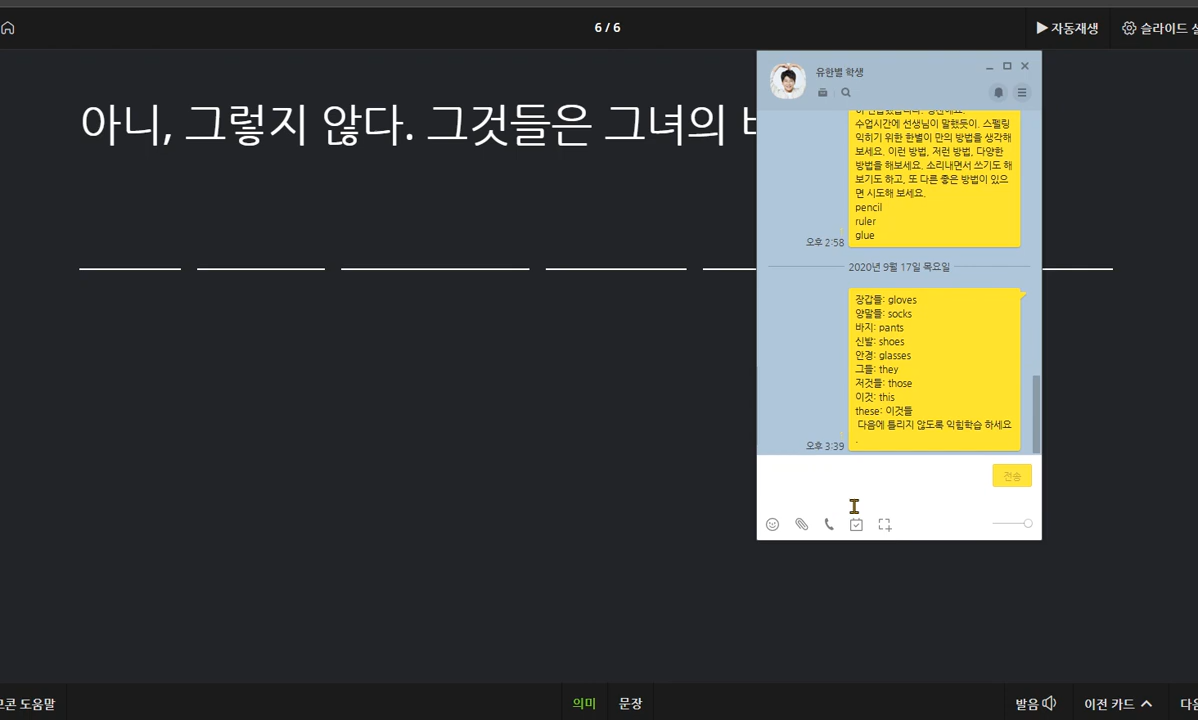 6 / 6
▶ 자동재생
슬라이드
유한별 학생
아니, 그렇지 않다. 그것들은 그녀의
수업시간에 선생님이 말했듯이. 스펠링
익히기 위한 한별이 만의 방법을 생각해
보세요. 이런 방법, 저런 방법, 다양한
방법을 해보세요. 소리내면서 쓰기도 해
보기도 하고, 또 다른 좋은 방법이 있으
면 시도해 보세요.
pencil
ruler
glue
오후 2:58
2020년 9월 17일 목요일
장갑들: gloves
양말들: socks
바지: pants
신발: shoes
안경: glasses
그들: they
저것들: those
이것: this
these: 이것들
다음에 틀리지 않도록 익힘학습 하세요
.
오후 3:39
전송
도움말
의미
문장
발음
이전 카드